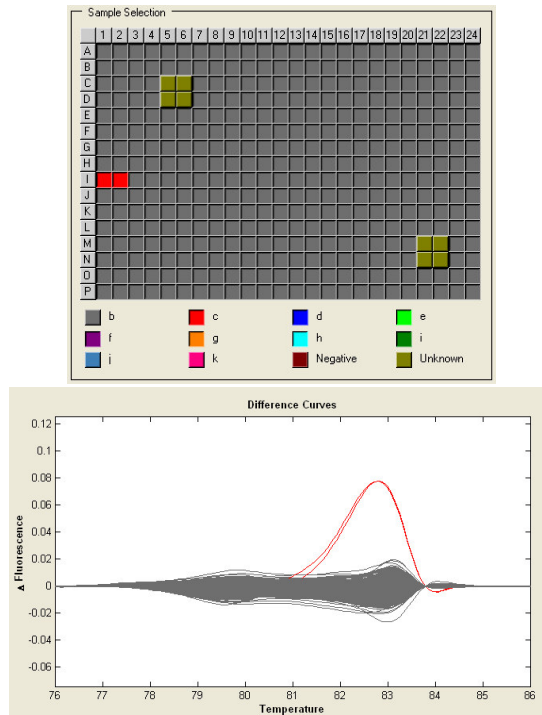 Sample Selection
1 2 3 4 5 6 7 8 9 10 11 12 13 14 15 16 17 18 19 20 21 22 23 24
A
B
C
D
E
F
G
H
I
J
K
L
M
N
O
P
b c d e
f g h i
j k Negative Unknown
Difference Curves
0.12
0.1
0.08
0.06
0.04
0.02
0
-0.02
-0.04
-0.06
Δ Fluorescence
76 77 78 79 80 81 82 83 84 85 86
Temperature